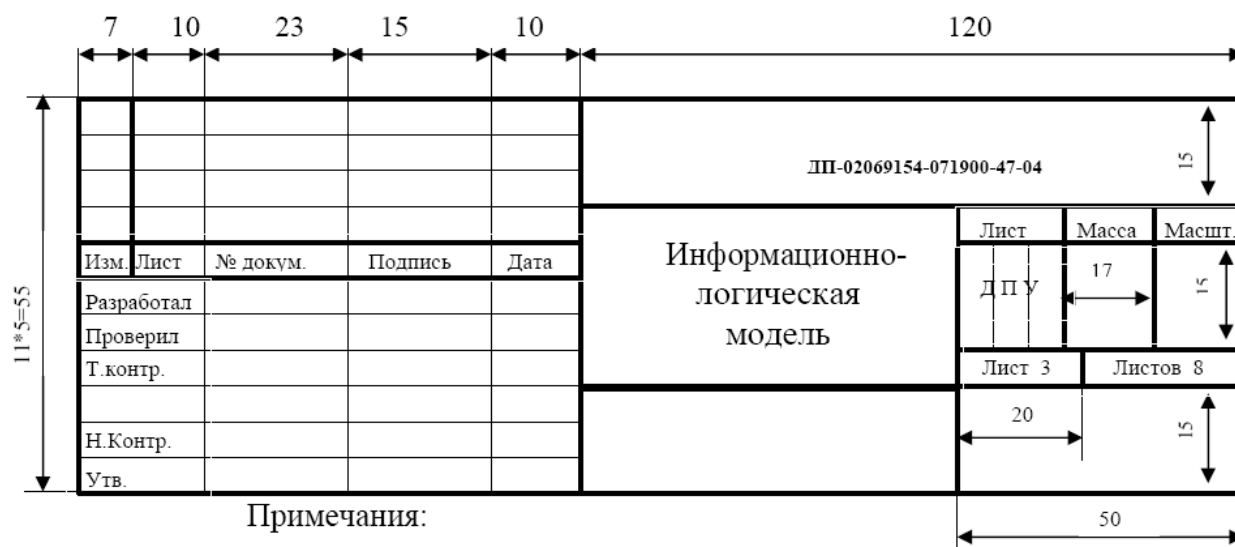 7 10 23 15 10 120
ДП-02069154-071900-47-04
15
Лист Масса Масшт.
Изм. Лист № докум. Подпись Дата
Информационно-
логическая
модель
Д П У
17
15
11*5=55
Разработал
Проверил
Т.контр.
Лист 3 Листов 8
20
15
Н.Контр.
Утв.
Примечания:
50